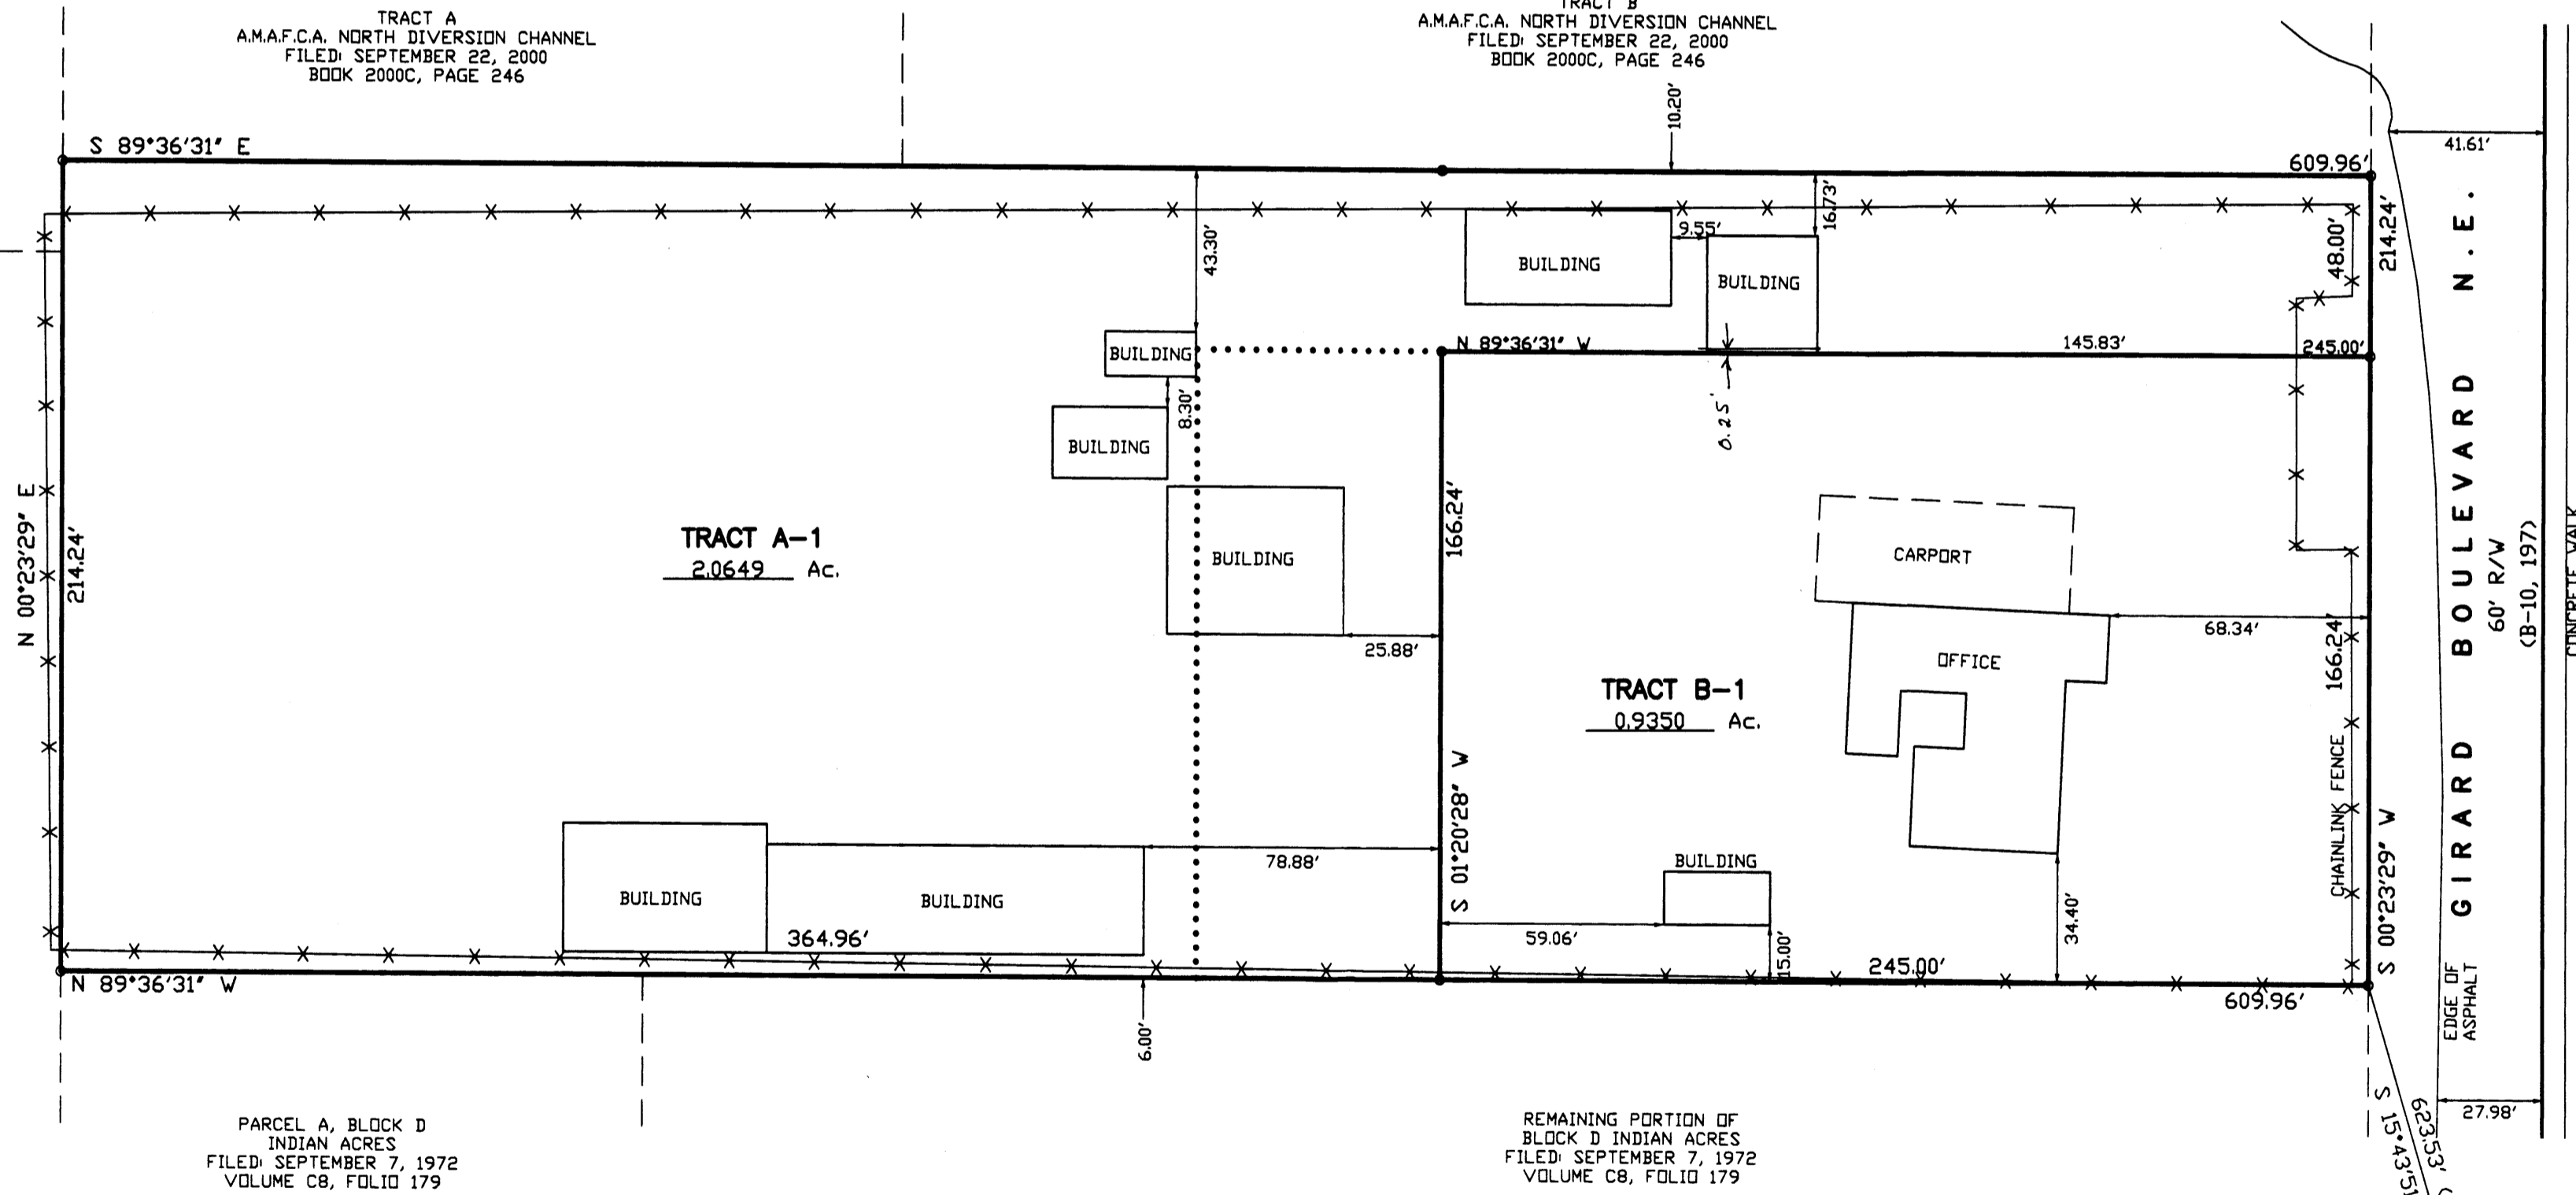 TRACT A
A.M.A.F.C.A. NORTH DIVERSION CHANNEL
FILED: SEPTEMBER 22, 2000
BOOK 2000C, PAGE 246
TRACT B
A.M.A.F.C.A. NORTH DIVERSION CHANNEL
FILED: SEPTEMBER 22, 2000
BOOK 2000C, PAGE 246
10.20'
41.61'
S 89°36'31" E
609.96'
16.73'
43.30'
9.55'
48.00'
214.24'
BUILDING
BUILDING
BUILDING
N 89°36'31" W
145.83'
245.00'
0.25'
8.30'
BUILDING
N 00°23'29" E
214.24'
TRACT A-1
2.0649 Ac.
BUILDING
166.24'
CARPORT
25.88'
68.34'
OFFICE
166.24'
TRACT B-1
0.9350 Ac.
GIRARD BOULEVARD N.E.
60' R/W
(B-10, 197)
CONCRETE WALK
CHAINLINK FENCE
S 01°20'28" W
S 00°23'29" W
78.88'
BUILDING
BUILDING
BUILDING
364.96'
59.06'
15.00'
34.40'
245.00'
N 89°36'31" W
609.96'
6.00'
EDGE OF
ASPHALT
27.98'
623.53'
S 15°43'51
PARCEL A, BLOCK D
INDIAN ACRES
FILED: SEPTEMBER 7, 1972
VOLUME C8, FOLIO 179
REMAINING PORTION OF
BLOCK D INDIAN ACRES
FILED: SEPTEMBER 7, 1972
VOLUME C8, FOLIO 179